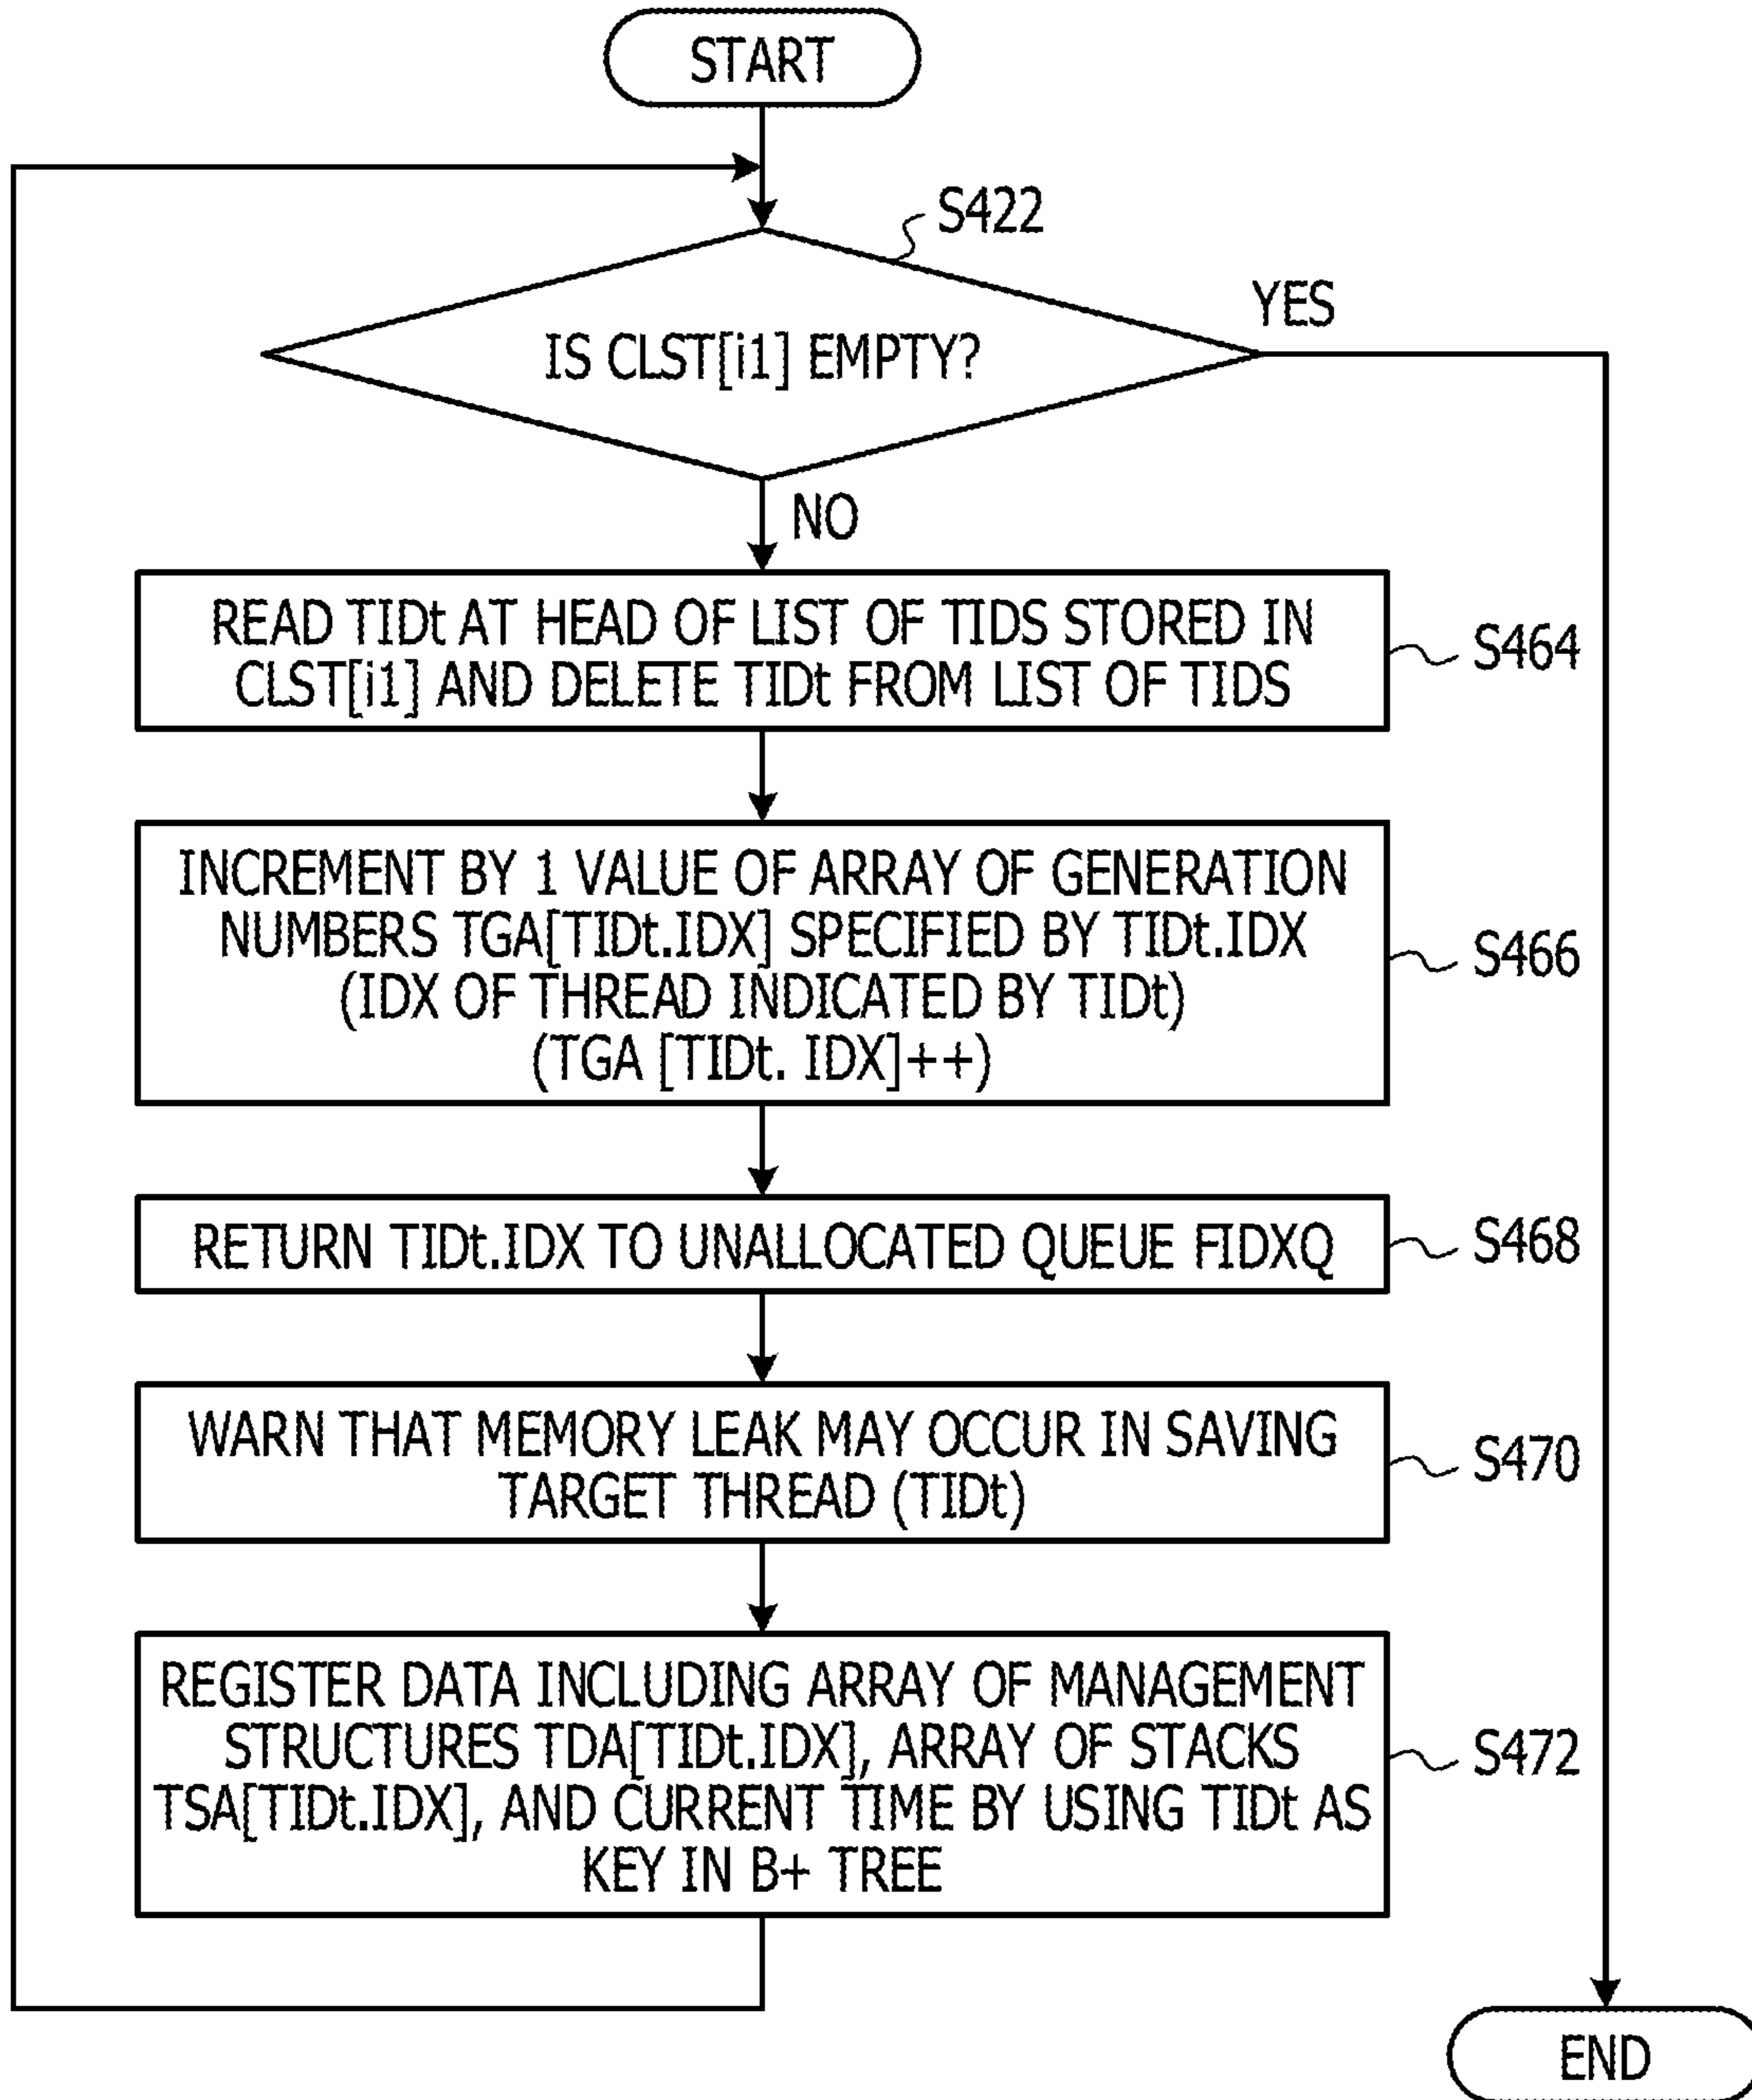 START
S422
YES
IS CLST[i1] EMPTY?
NO
READ TIDt AT HEAD OF LIST OF TIDS STORED IN
CLST[i1] AND DELETE TIDt FROM LIST OF TIDS
S464
INCREMENT BY 1 VALUE OF ARRAY OF GENERATION
NUMBERS TGA[TIDt.IDX] SPECIFIED BY TIDt.IDX
(IDX OF THREAD INDICATED BY TIDt)
(TGA [TIDt. IDX]++)
S466
RETURN TIDt.IDX TO UNALLOCATED QUEUE FIDXQ
S468
WARN THAT MEMORY LEAK MAY OCCUR IN SAVING
TARGET THREAD (TIDt)
S470
REGISTER DATA INCLUDING ARRAY OF MANAGEMENT
STRUCTURES TDA[TIDt.IDX], ARRAY OF STACKS
TSA[TIDt.IDX], AND CURRENT TIME BY USING TIDt AS
KEY IN B+ TREE
S472
END